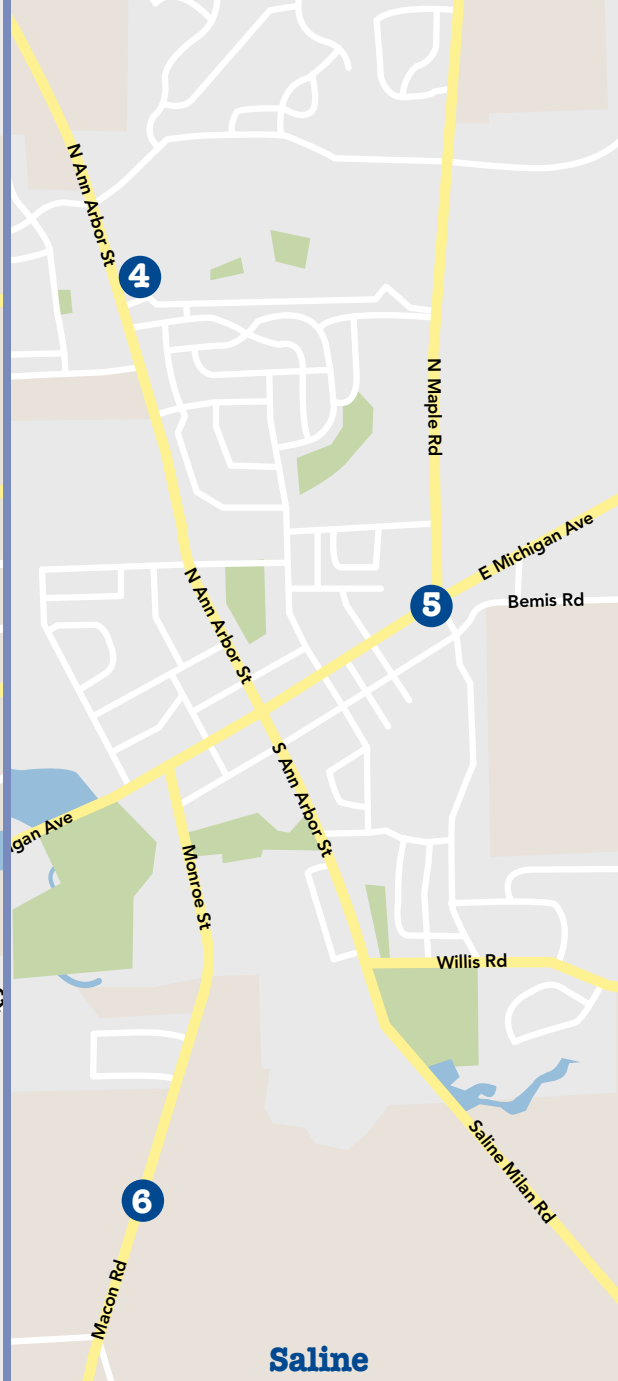 N Ann Arbor St
4
N Maple Rd
E Michigan Ave
5
Bemis Rd
N Ann Arbor St
S Ann Arbor St
igan Ave
Monroe St
Willis Rd
Saline Milan Rd
6
Macon Rd
Saline